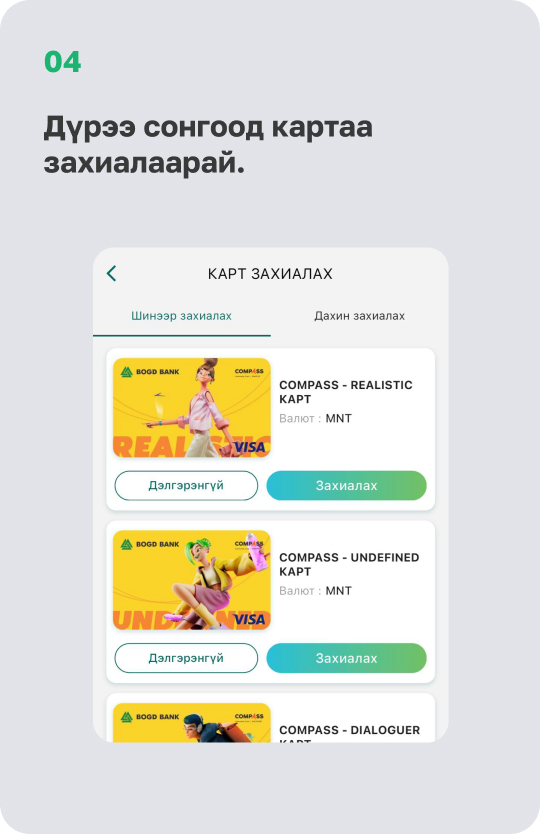 04
Дүрээ сонгоод картаа
захиалаарай.
КАРТ ЗАХИАЛАХ
Шинээр захиалах
Дахин захиалах
BOGD BANK
COMPASS
REALISTIC
VISA
COMPASS - REALISTIC
КАРТ
Валют : MNT
Дэлгэрэнгүй
Захиалах
BOGD BANK
COMPASS
VISA
COMPASS - UNDEFINED
КАРТ
Валют : MNT
Дэлгэрэнгүй
Захиалах
BOGD BANK
COMPASS
COMPASS - DIALOGUER
КАРТ